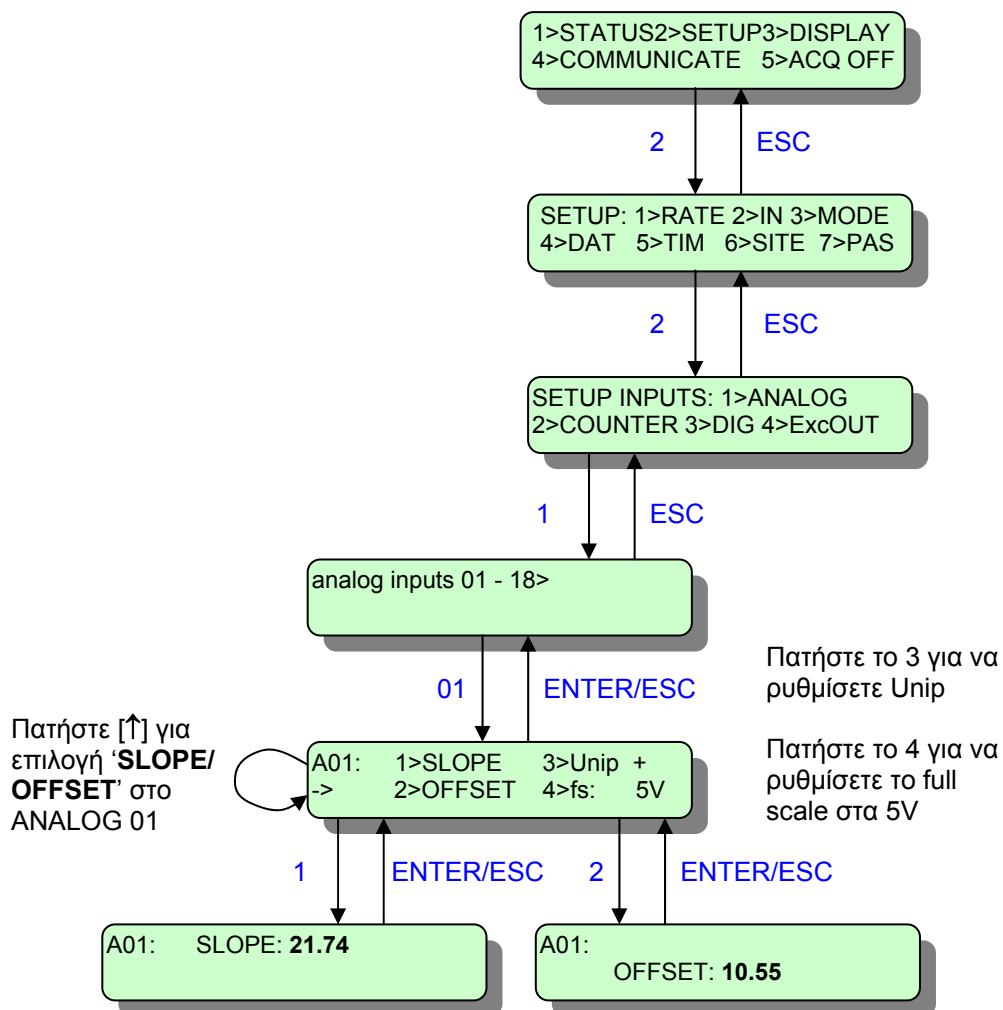 1>STATUS2>SETUP3>DISPLAY
4>COMMUNICATE 5>ACQ OFF
2 ESC
SETUP: 1>RATE 2>IN 3>MODE
4>DAT 5>TIM 6>SITE 7>PAS
2 ESC
SETUP INPUTS: 1>ANALOG
2>COUNTER 3>DIG 4>ExcOUT
1 ESC
analog inputs 01 - 18>
01 ENTER/ESC
Πατήστε το 3 για να
ρυθμίσετε Unip
Πατήστε το 4 για να
ρυθμίσετε το full
scale στα 5V
Πατήστε [↑] για
επιλογή ‘SLOPE/
OFFSET’ στο
ANALOG 01
A01: 1>SLOPE 3>Unip +
-> 2>OFFSET 4>fs: 5V
1 ENTER/ESC 2 ENTER/ESC
A01: SLOPE: 21.74
A01:
OFFSET: 10.55